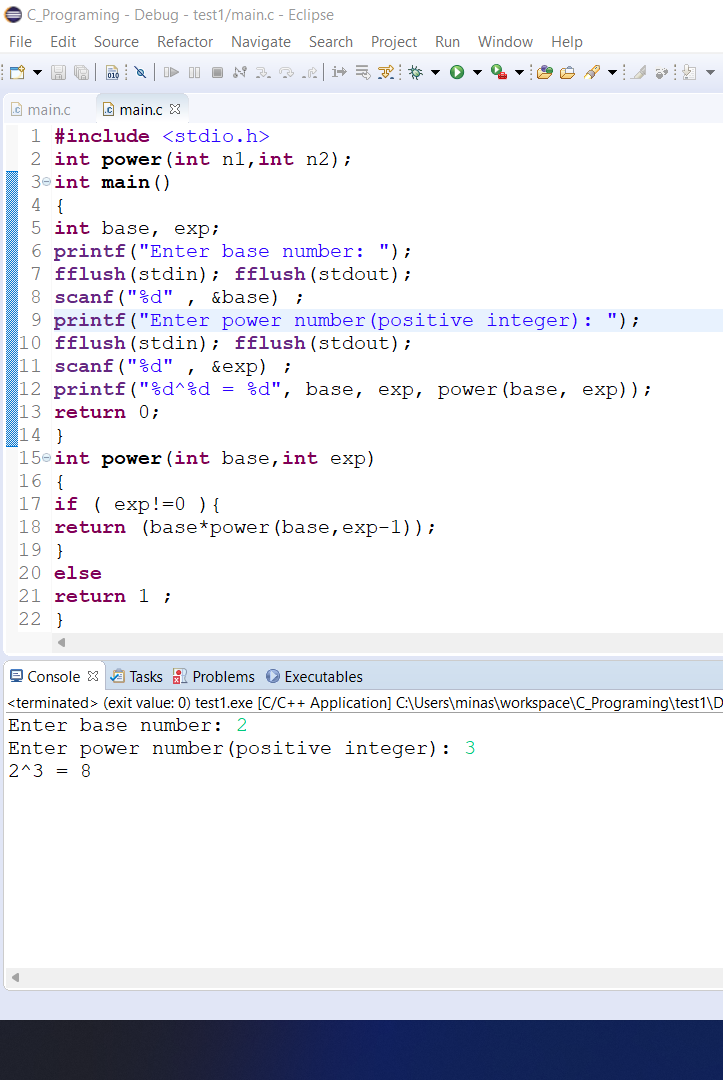 C_Programing - Debug - test1/main.c - Eclipse
File Edit Source Refactor Navigate Search Project Run Window Help
010
main.c main.c
1 #include <stdio.h>
2 int power(int n1,int n2);
3 int main()
4 {
5 int base, exp;
6 printf("Enter base number: ");
7 fflush(stdin); fflush(stdout);
8 scanf("%d" , &base) ;
9 printf("Enter power number(positive integer): ");
10 fflush(stdin); fflush(stdout);
11 scanf("%d" , &exp) ;
12 printf("%d^%d = %d", base, exp, power(base, exp));
13 return 0;
14 }
15 int power(int base,int exp)
16 {
17 if ( exp!=0 ){
18 return (base*power(base,exp-1));
19 }
20 else
21 return 1 ;
22 }
Console Tasks Problems Executables
<terminated> (exit value: 0) test1.exe [C/C++ Application] C:\Users\minas\workspace\C_Programing\test1\D
Enter base number: 2
Enter power number(positive integer): 3
2^3 = 8